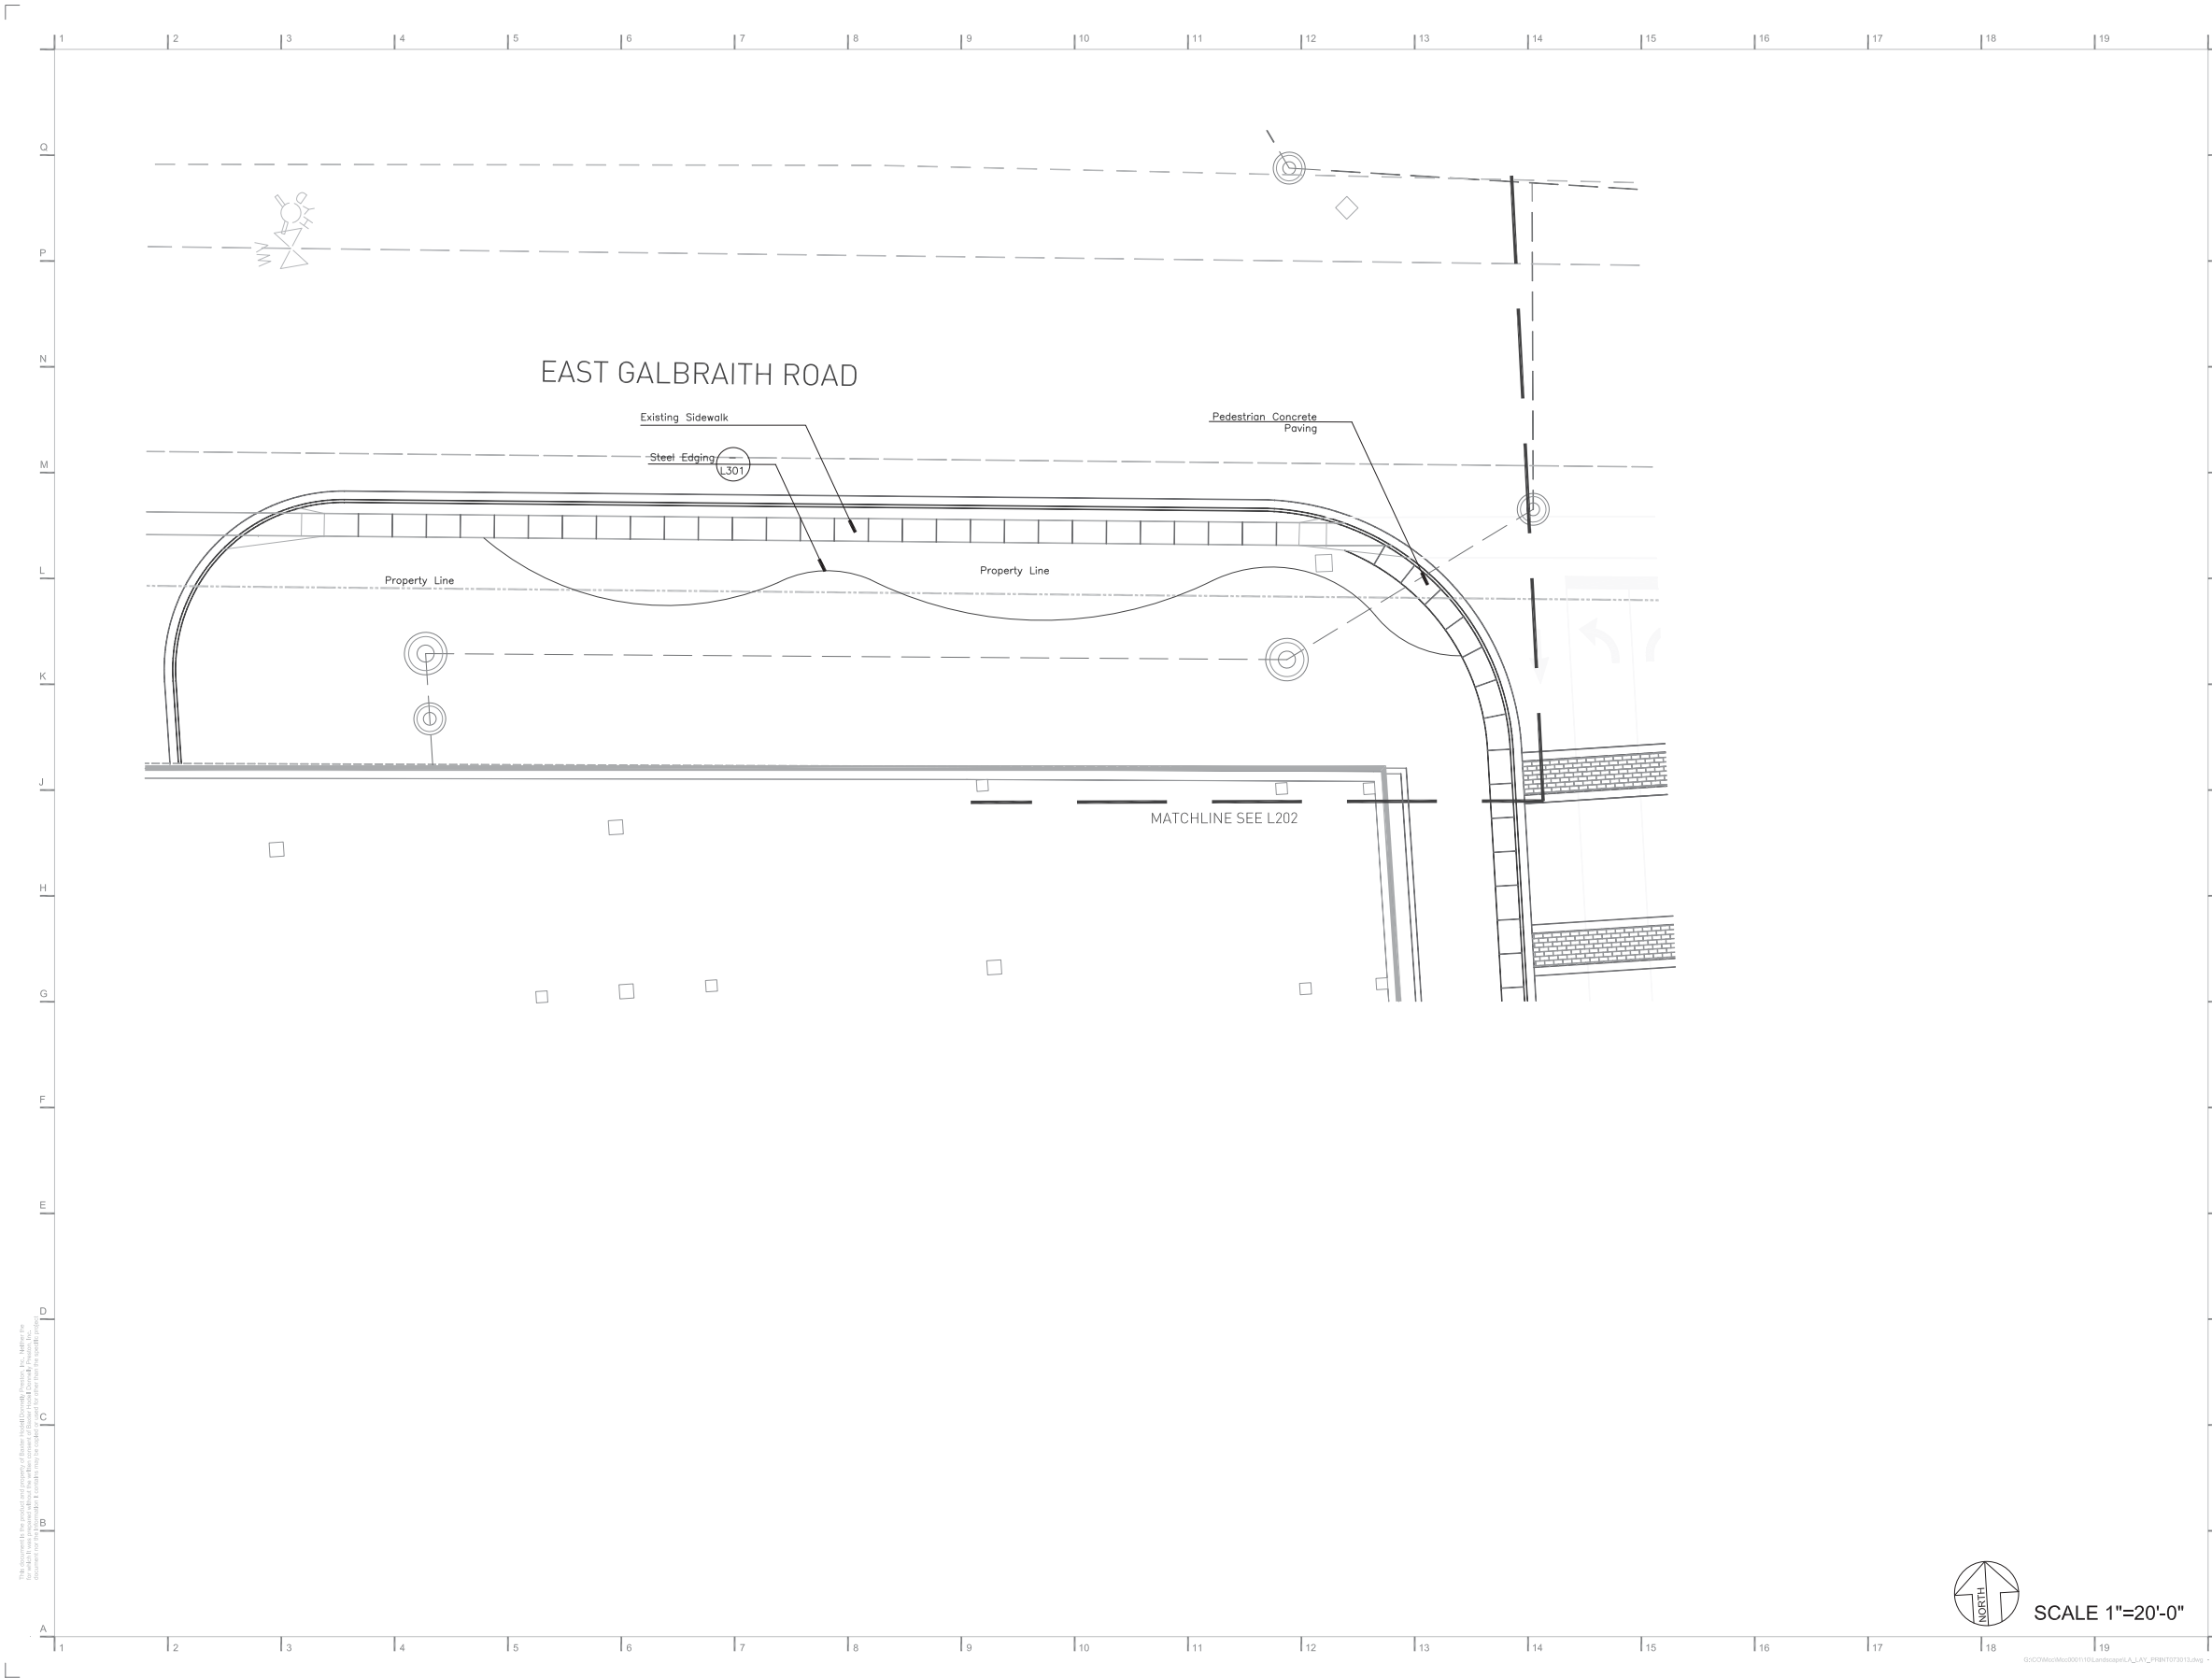 1 2 3 4 5 6 7 8 9 10 11 12 13 14 15 16 17 18 19
Q
P
N
EAST GALBRAITH ROAD
Existing Sidewalk
Pedestrian Concrete
Paving
Steel Edging
L301
M
L
Property Line
Property Line
K
J
MATCHLINE SEE L202
H
G
F
E
D
C
B
A
NORTH
SCALE 1"=20'-0"
1 2 3 4 5 6 7 8 9 10 11 12 13 14 15 16 17 18 19